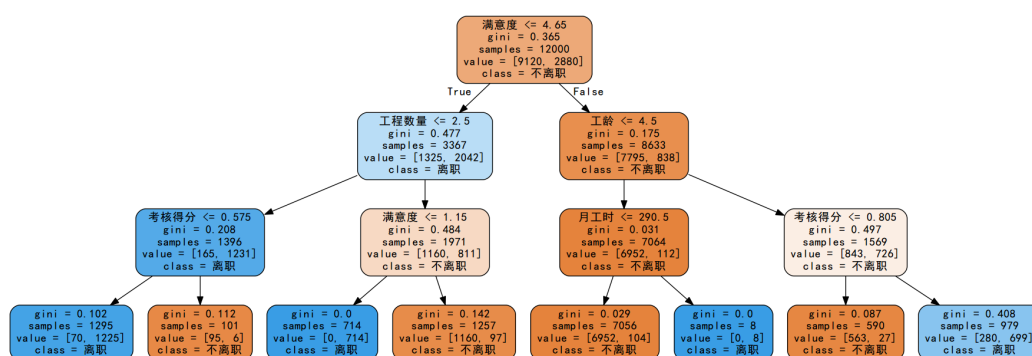 满意度 <= 4.65
gini = 0.365
samples = 12000
value = [9120, 2880]
class = 不离职
True
False
工程数量 <= 2.5
gini = 0.477
samples = 3367
value = [1325, 2042]
class = 离职
工龄 <= 4.5
gini = 0.175
samples = 8633
value = [7795, 838]
class = 不离职
考核得分 <= 0.575
gini = 0.208
samples = 1396
value = [165, 1231]
class = 离职
满意度 <= 1.15
gini = 0.484
samples = 1971
value = [1160, 811]
class = 不离职
月工时 <= 290.5
gini = 0.031
samples = 7064
value = [6952, 112]
class = 不离职
考核得分 <= 0.805
gini = 0.497
samples = 1569
value = [843, 726]
class = 不离职
gini = 0.102
samples = 1295
value = [70, 1225]
class = 离职
gini = 0.112
samples = 101
value = [95, 6]
class = 不离职
gini = 0.0
samples = 714
value = [0, 714]
class = 离职
gini = 0.142
samples = 1257
value = [1160, 97]
class = 不离职
gini = 0.029
samples = 7056
value = [6952, 104]
class = 不离职
gini = 0.0
samples = 8
value = [0, 8]
class = 离职
gini = 0.087
samples = 590
value = [563, 27]
class = 不离职
gini = 0.408
samples = 979
value = [280, 699]
class = 离职